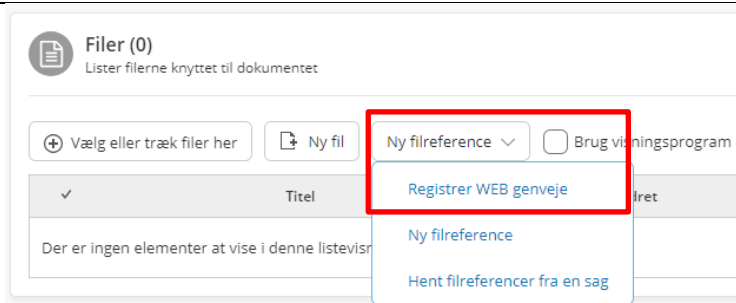 Filer (0)
Lister filerne knyttet til dokumentet
Vælg eller træk filer her
Ny fil
Ny filreference
Brug visningsprogram
Titel
dret
Registrer WEB genveje
Der er ingen elementer at vise i denne listevisn
Ny filreference
Hent filreferencer fra en sag